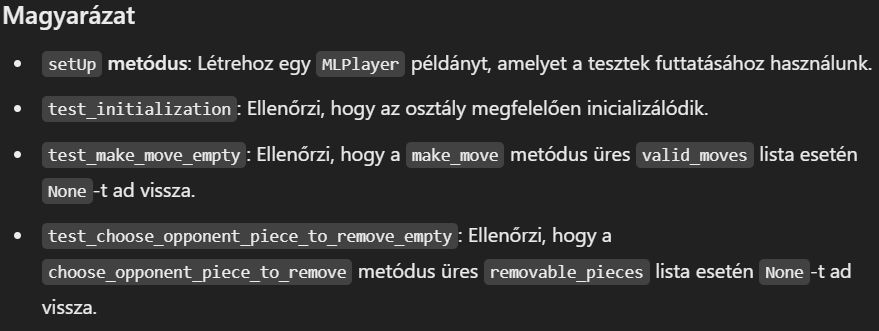 Magyarázat
• setUp metódus: Létrehoz egy MLPlayer példányt, amelyet a tesztek futtatásához használunk.
• test_initialization: Ellenőrzi, hogy az osztály megfelelően inicializálódik.
• test_make_move_empty: Ellenőrzi, hogy a make_move metódus üres valid_moves lista esetén
None-t ad vissza.
• test_choose_opponent_piece_to_remove_empty: Ellenőrzi, hogy a
choose_opponent_piece_to_remove metódus üres removable_pieces lista esetén None-t ad
vissza.